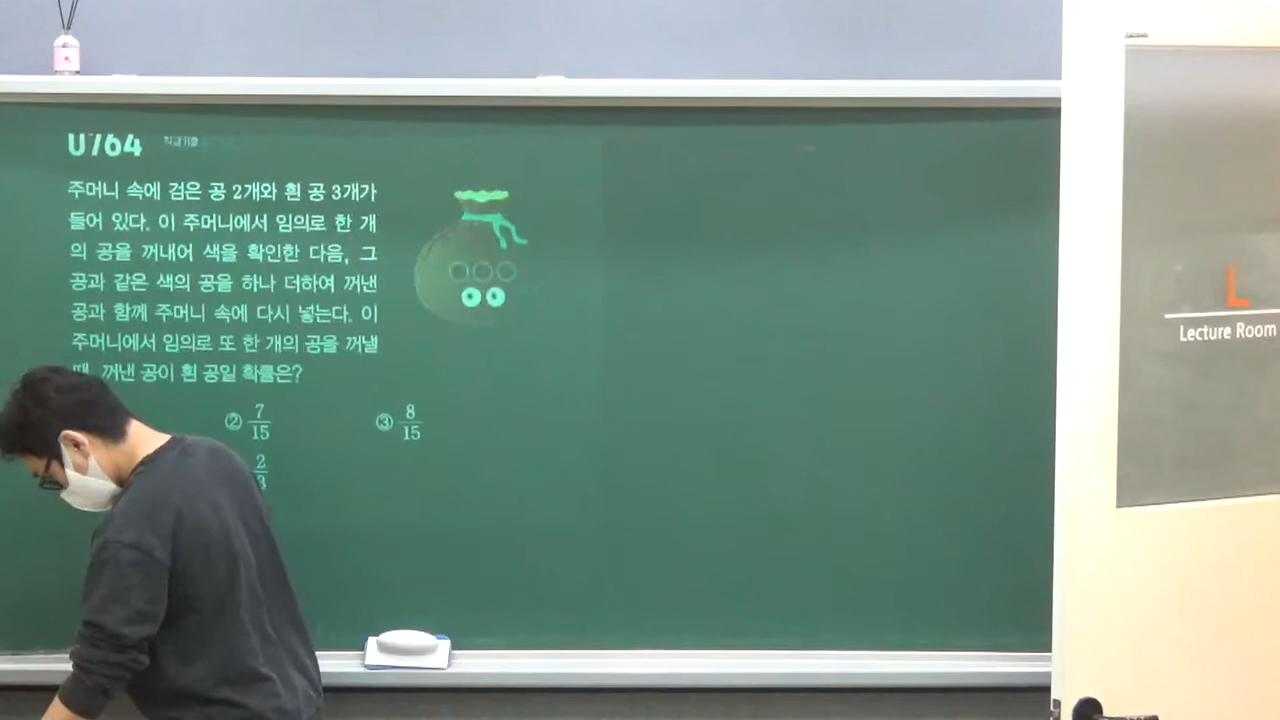 U764
주머니 속에 검은 공 2개와 흰 공 3개가
들어 있다. 이 주머니에서 임의로 한 개
의 공을 꺼내어 색을 확인한 다음, 그
공과 같은 색의 공을 하나 더하여 꺼낸
공과 함께 주머니 속에 다시 넣는다. 이
주머니에서 임의로 또 한 개의 공을 꺼낼
때, 꺼낸 공이 흰 공일 확률은?
② 7/15 ③ 8/15
2/3
L
Lecture Room